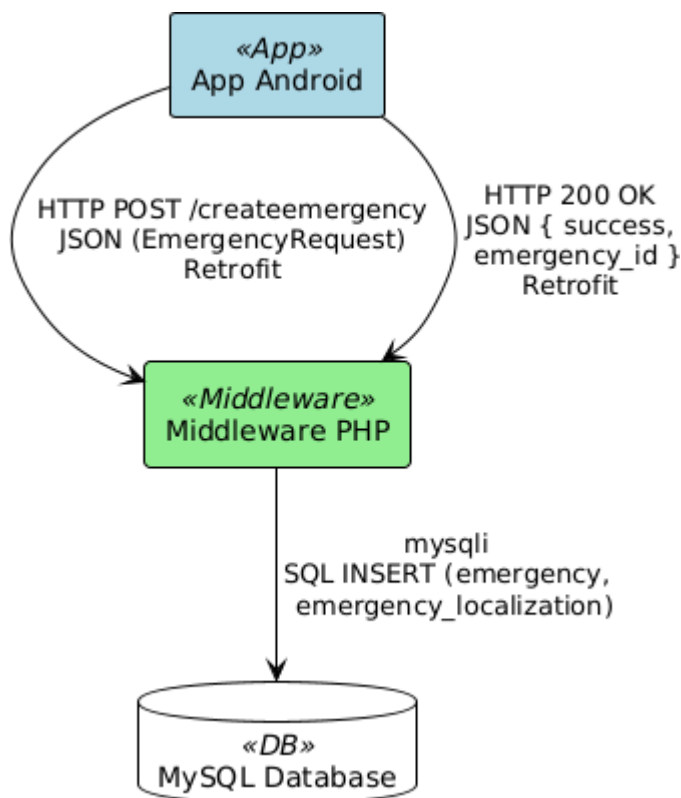 «App»
App Android
HTTP POST /createemergency
JSON (EmergencyRequest)
Retrofit
HTTP 200 OK
JSON { success,
emergency_id }
Retrofit
«Middleware»
Middleware PHP
mysqli
SQL INSERT (emergency,
emergency_localization)
«DB»
MySQL Database